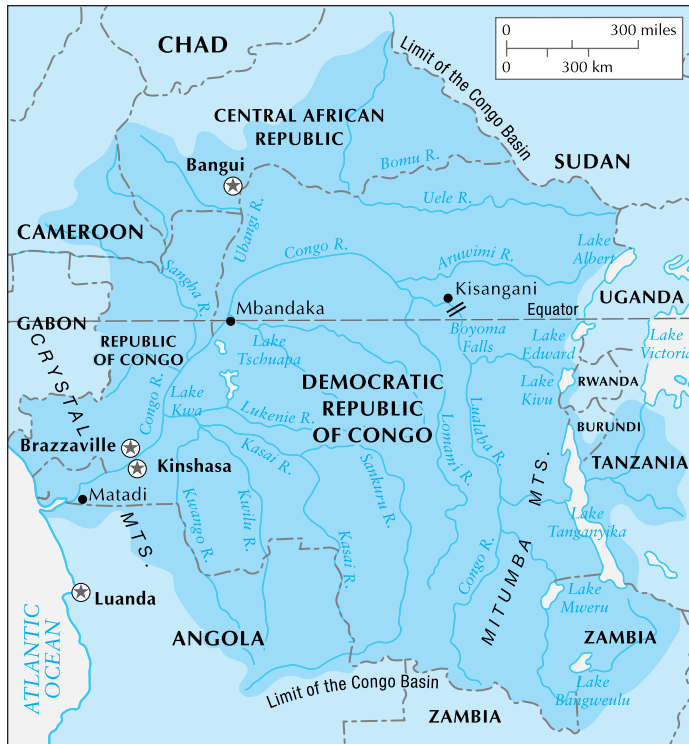 0 300 miles
0 300 km
CHAD
Limit of the Congo Basin
CENTRAL AFRICAN
REPUBLIC
Bangui
Bomu R.
SUDAN
Uele R.
CAMEROON
Ubangi R.
Sangha R.
Congo R.
Aruwimi R.
Lake
Albert
Kisangani
Mbandaka
Equator
UGANDA
GABON
REPUBLIC
OF CONGO
Boyoma
Falls
Lake
Edward
Lake
Victoria
Lake
Tschuapa
CRYSTAL
MTS.
Congo R.
Lake
Kwa
DEMOCRATIC
REPUBLIC
OF CONGO
Lake
Kivu
RWANDA
Lukenie R.
Lomami R.
Lualaba R.
BURUNDI
Brazzaville
Kinshasa
Kasai R.
Sankuru R.
TANZANIA
Matadi
Kwango R.
Kwilu R.
Kasai R.
Congo R.
MITUMBA MTS.
Lake
Tanganyika
Luanda
Lake
Mweru
ATLANTIC
OCEAN
ANGOLA
ZAMBIA
Limit of the Congo Basin
Lake
Bangweulu
ZAMBIA